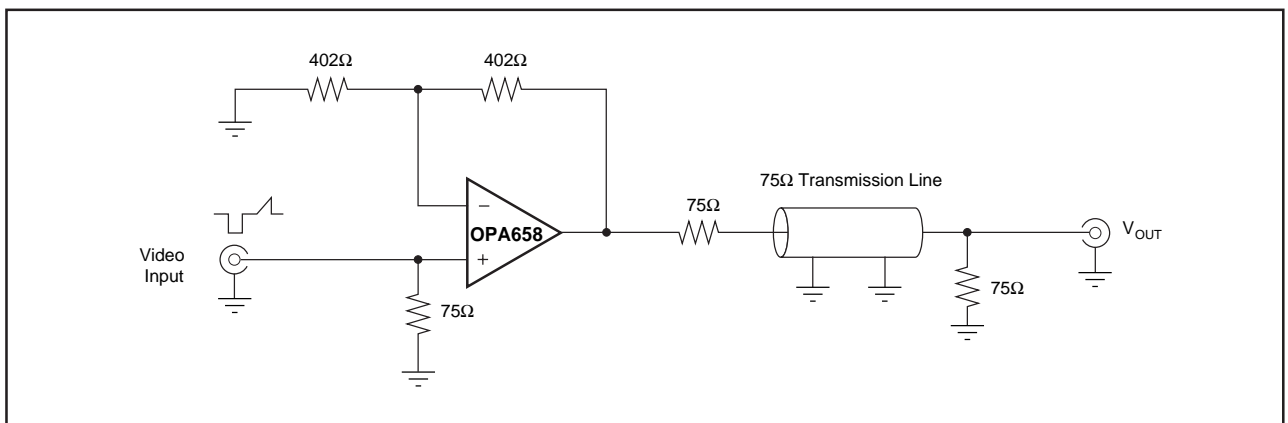 402Ω
402Ω
75Ω Transmission Line
75Ω
−
OPA658
+
Video
Input
V_OUT
75Ω
75Ω